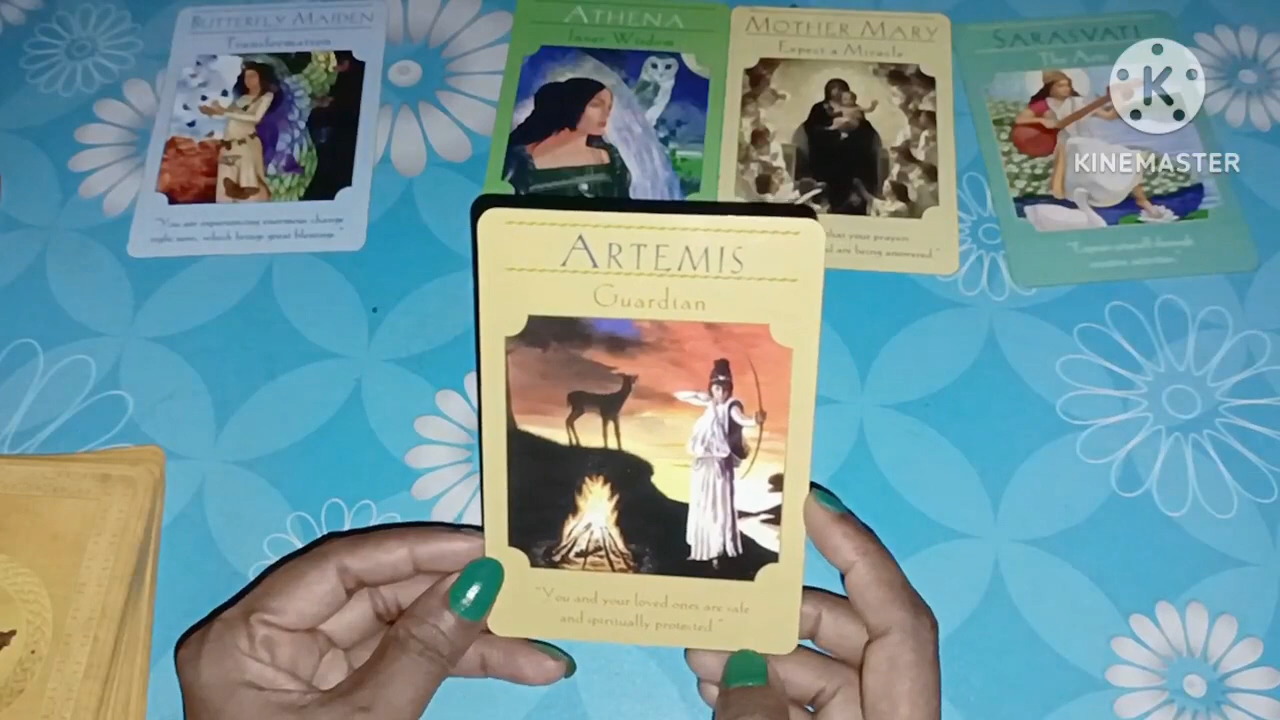 BUTTERFLY MAIDEN
Transformation
"You are experiencing enormous change
right now, which brings great blessings."
ATHENA
Inner Wisdom
MOTHER MARY
Expect a Miracle
that your prayers
are being answered."
SARASVATI
The
K
KINEMASTER
ARTEMIS
Guardian
"You and your loved ones are safe
and spiritually protected."